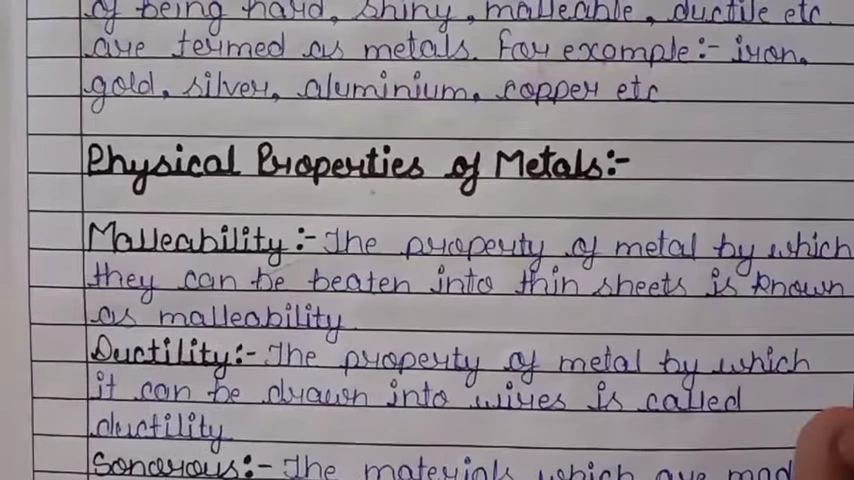 of being hard, shiny, malleable, ductile etc.
are termed as metals. For example:- iron,
gold, silver, aluminium, copper etc
Physical Properties of Metals:-
Malleability:- The property of metal by which
they can be beaten into thin sheets is known
as malleability
Ductility:- The property of metal by which
it can be drawn into wires is called
ductility
Sonorous:- The materials which are mad